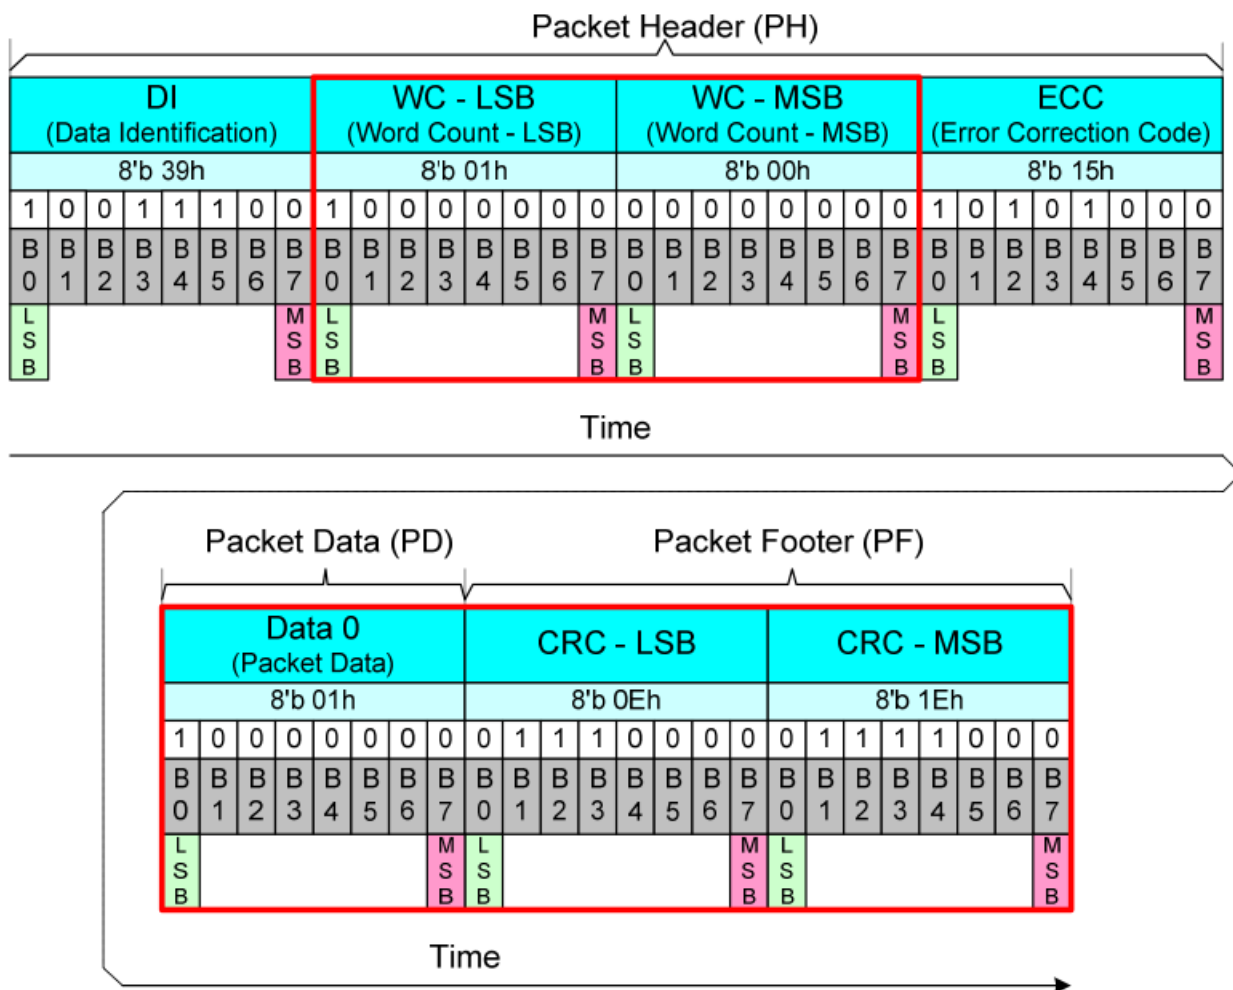 Packet Header (PH)
DI WC - LSB WC - MSB ECC
(Data Identification) (Word Count - LSB) (Word Count - MSB) (Error Correction Code)
8'b 39h 8'b 01h 8'b 00h 8'b 15h
1 0 0 1 1 1 0 0 1 0 0 0 0 0 0 0 0 0 0 0 0 0 0 0 1 0 1 0 1 0 0 0
B B B B B B B B B B B B B B B B B B B B B B B B B B B B B B B B
0 1 2 3 4 5 6 7 0 1 2 3 4 5 6 7 0 1 2 3 4 5 6 7 0 1 2 3 4 5 6 7
L M L M L M L M
S S S S S S S S
B B B B B B B B
Time
Packet Data (PD) Packet Footer (PF)
Data 0 CRC - LSB CRC - MSB
(Packet Data)
8'b 01h 8'b 0Eh 8'b 1Eh
1 0 0 0 0 0 0 0 0 1 1 1 0 0 0 0 0 1 1 1 1 0 0 0
B B B B B B B B B B B B B B B B B B B B B B B B
0 1 2 3 4 5 6 7 0 1 2 3 4 5 6 7 0 1 2 3 4 5 6 7
L M L M L M
S S S S S S
B B B B B B
Time